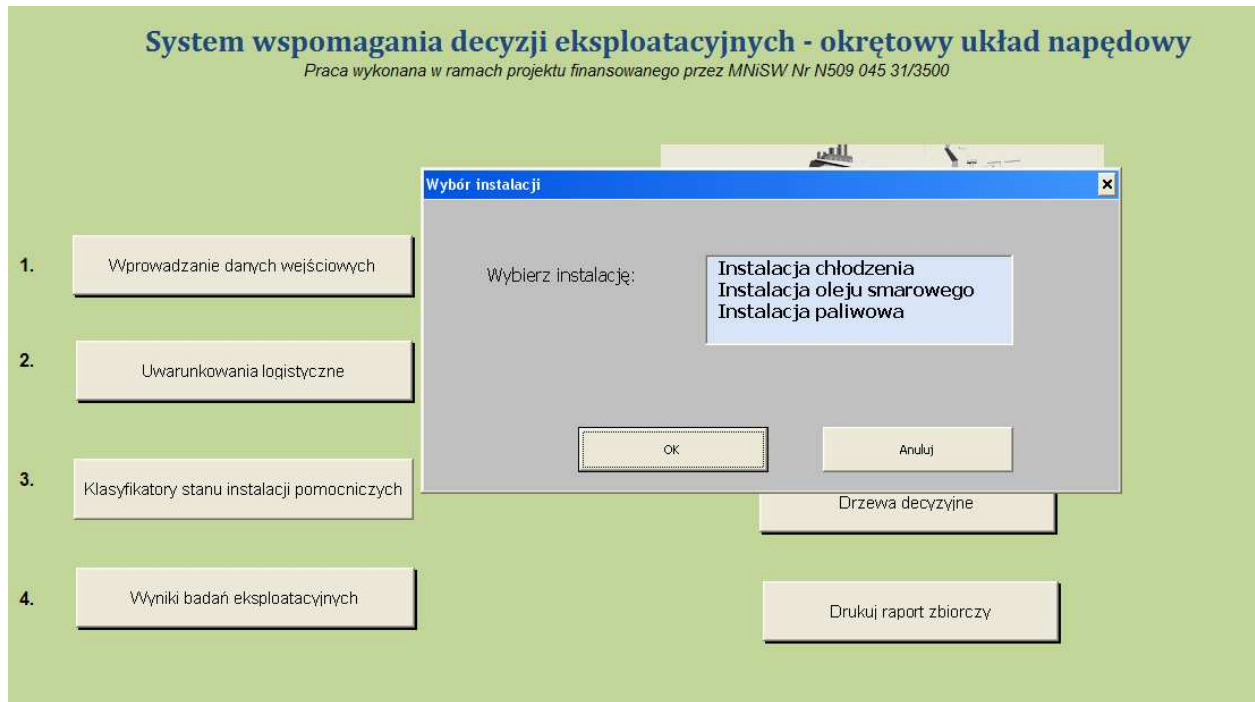 System wspomagania decyzji eksploatacyjnych - okrętowy układ napędowy
Praca wykonana w ramach projektu finansowanego przez MNiSW Nr N509 045 31/3500
Wybór instalacji
Wybierz instalację:
Instalacja chłodzenia
Instalacja oleju smarowego
Instalacja paliwowa
OK
Anuluj
1. Wprowadzanie danych wejściowych
2. Uwarunkowania logistyczne
3. Klasyfikatory stanu instalacji pomocniczych
Drzewa decyzyjne
4. Wyniki badań eksploatacyjnych
Drukuj raport zbiorczy